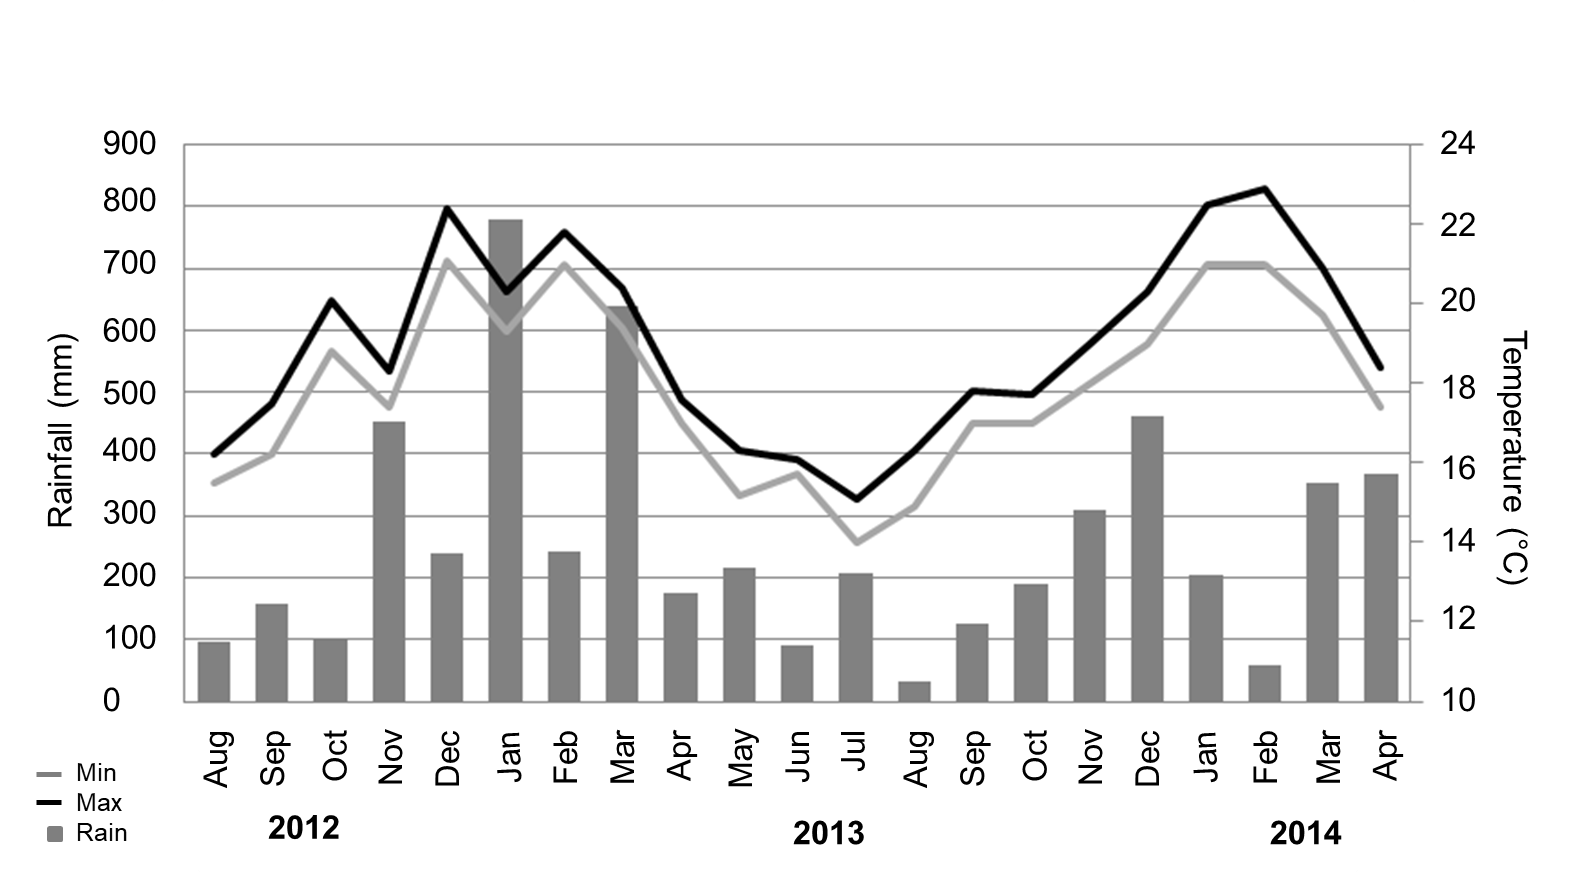 900
800
700
600
500
400
300
200
100
0
Rainfall (mm)
24
22
20
18
16
14
12
10
Temperature (°C)
Aug
Sep
Oct
Nov
Dec
Jan
Feb
Mar
Apr
May
Jun
Jul
Aug
Sep
Oct
Nov
Dec
Jan
Feb
Mar
Apr
2012
2013
2014
Min
Max
Rain